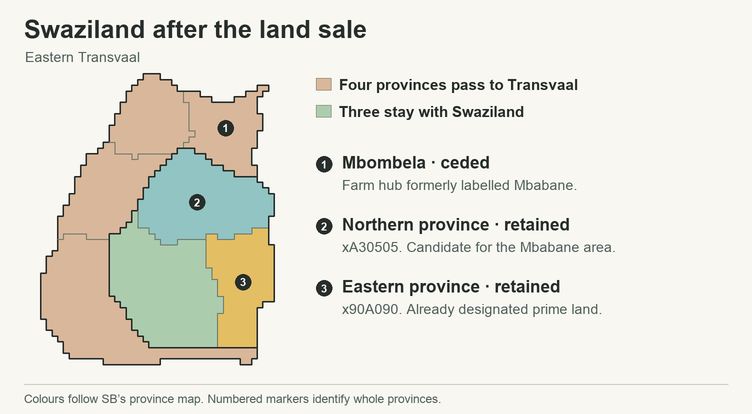 Swaziland after the land sale
Eastern Transvaal
Four provinces pass to Transvaal
Three stay with Swaziland
1
1 Mbombela · ceded
Farm hub formerly labelled Mbabane.
2
2 Northern province · retained
xA30505. Candidate for the Mbabane area.
3
3 Eastern province · retained
x90A090. Already designated prime land.
Colours follow SB's province map. Numbered markers identify whole provinces.